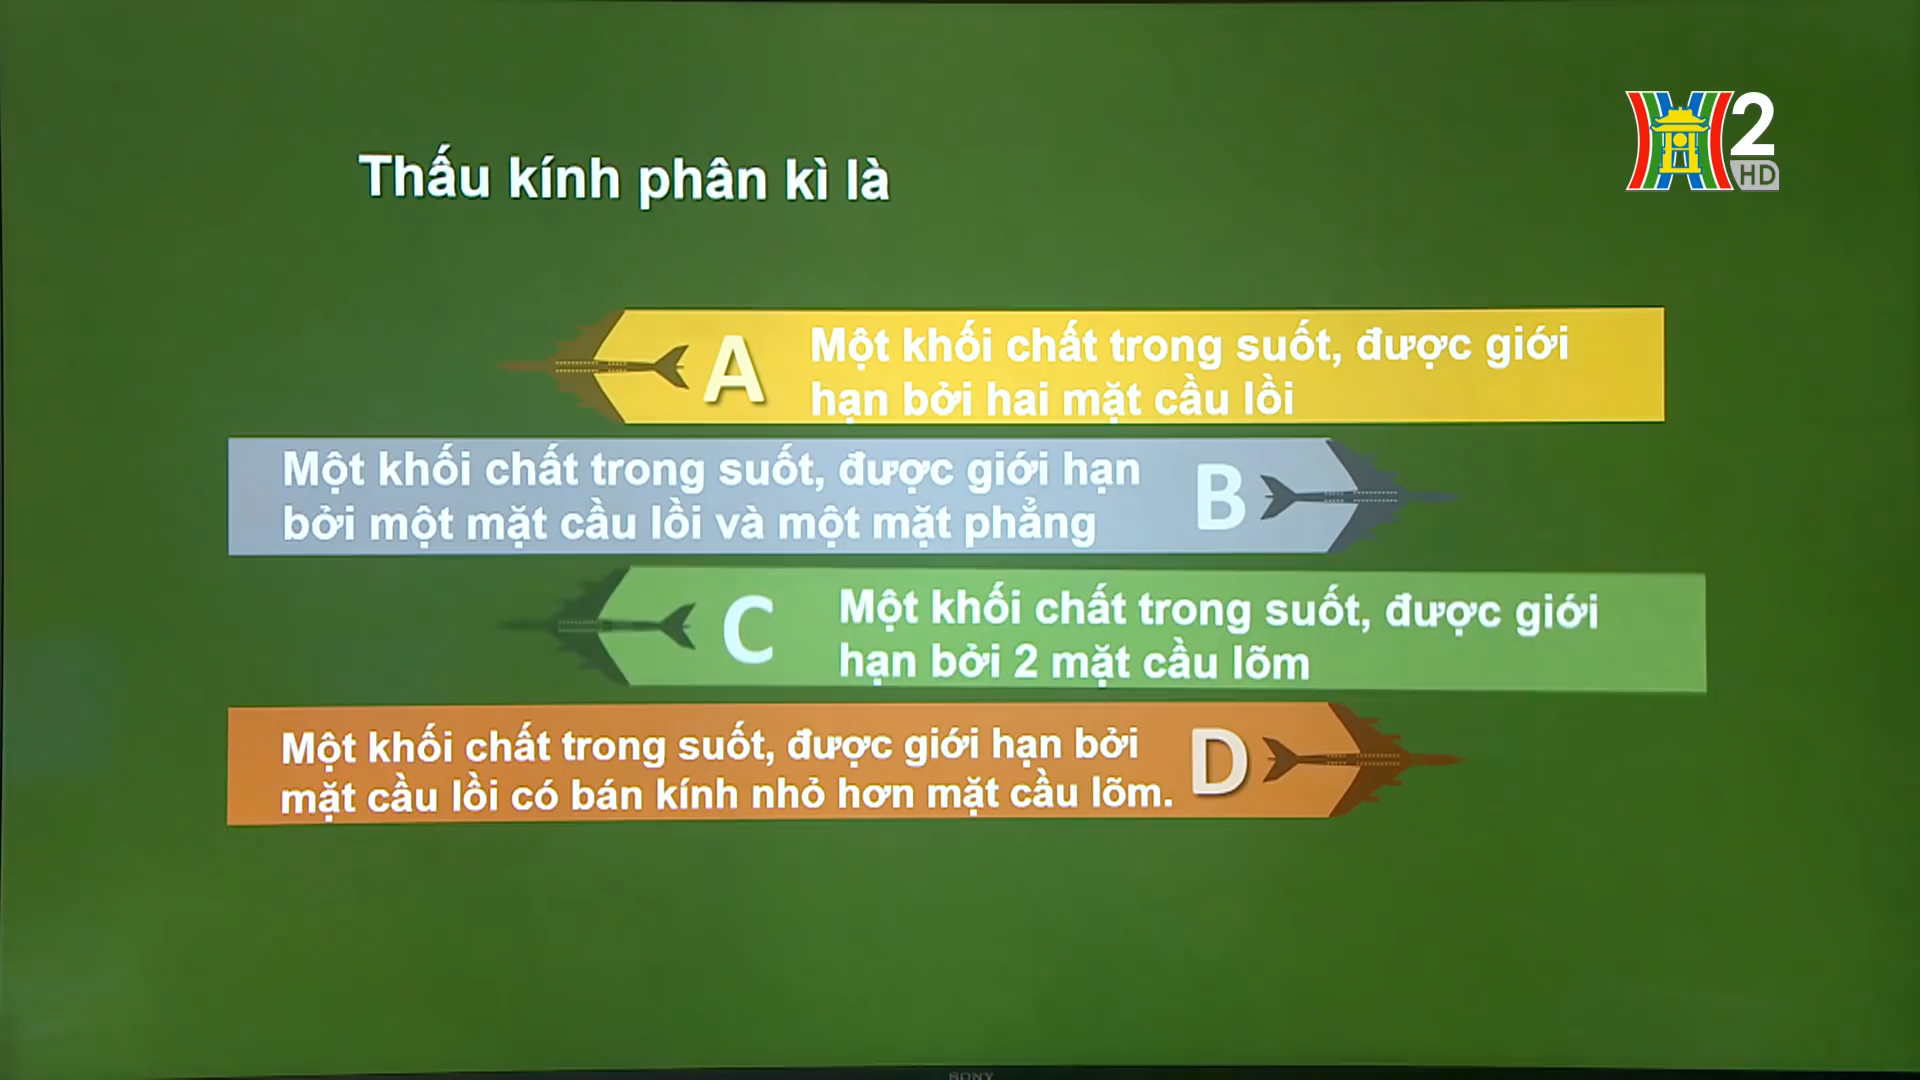 2
HD
Thấu kính phân kì là
A
Một khối chất trong suốt, được giới
hạn bởi hai mặt cầu lồi
Một khối chất trong suốt, được giới hạn
bởi một mặt cầu lồi và một mặt phẳng
B
C
Một khối chất trong suốt, được giới
hạn bởi 2 mặt cầu lõm
Một khối chất trong suốt, được giới hạn bởi
mặt cầu lồi có bán kính nhỏ hơn mặt cầu lõm.
D
SONY